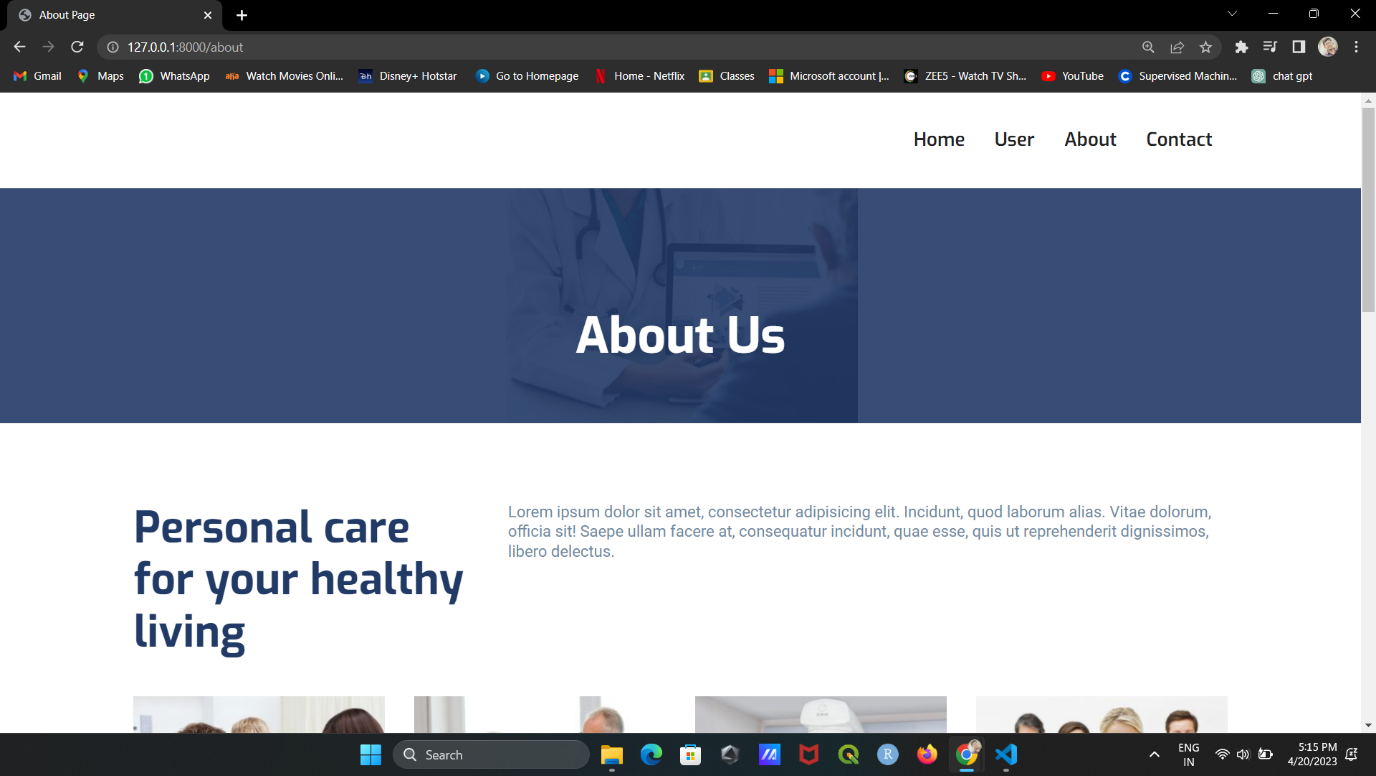 About Page
127.0.0.1:8000/about
Gmail Maps WhatsApp Watch Movies Onli... Disney+ Hotstar Go to Homepage Home - Netflix Classes Microsoft account |... ZEE5 - Watch TV Sh... YouTube Supervised Machin... chat gpt
Home User About Contact
About Us
Personal care
for your healthy
living
Lorem ipsum dolor sit amet, consectetur adipisicing elit. Incidunt, quod laborum alias. Vitae dolorum,
officia sit! Saepe ullam facere at, consequatur incidunt, quae esse, quis ut reprehenderit dignissimos,
libero delectus.
Search
ENG
IN
5:15 PM
4/20/2023